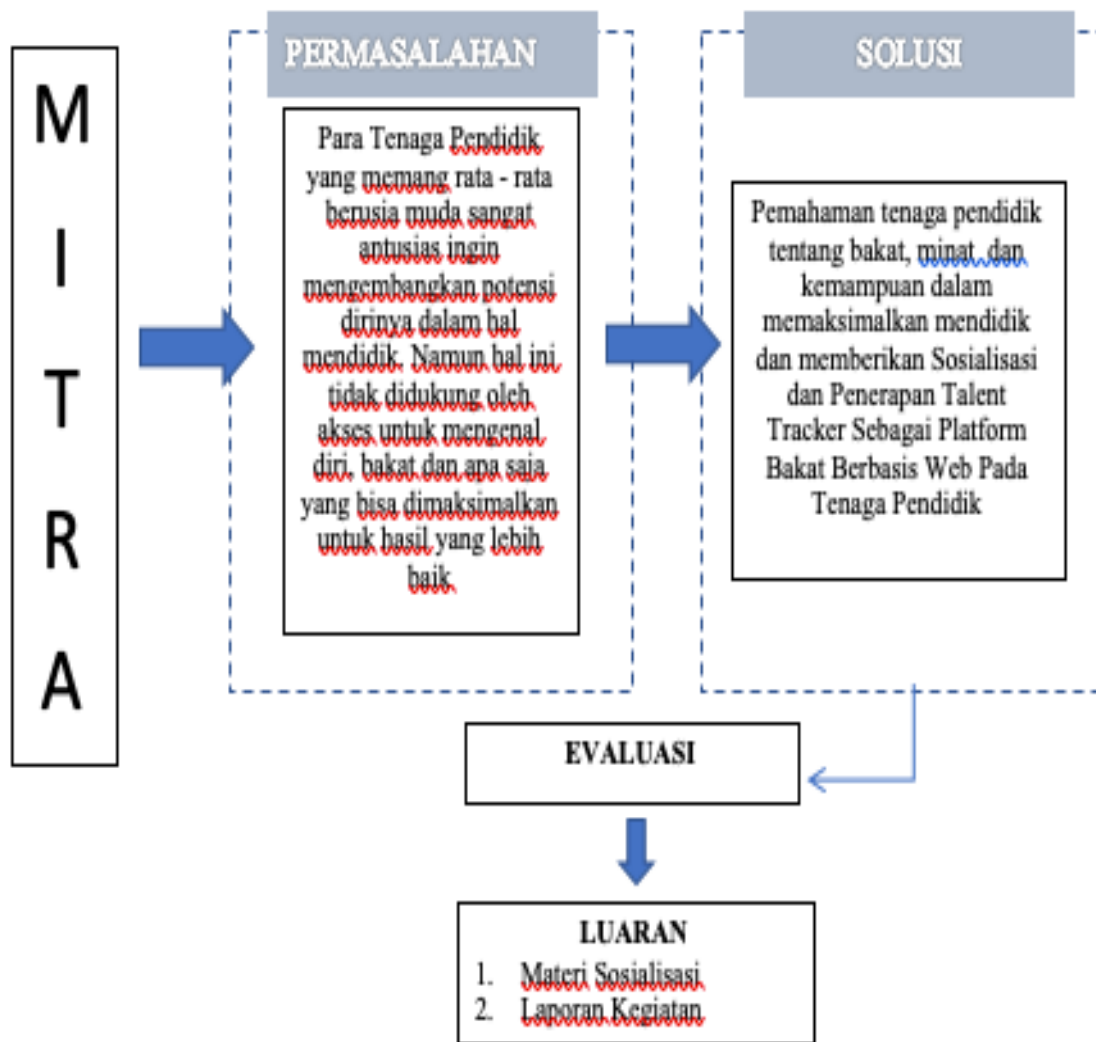 M
I
T
R
A
PERMASALAHAN
Para Tenaga Pendidik
yang memang rata - rata
berusia muda sangat
antusias ingin
mengembangkan potensi
dirinya dalam hal
mendidik. Namun hal ini
tidak didukung oleh
akses untuk mengenal
diri, bakat dan apa saja
yang bisa dimaksimalkan
untuk hasil yang lebih
baik
SOLUSI
Pemahaman tenaga pendidik
tentang bakat, minat dan
kemampuan dalam
memaksimalkan mendidik
dan memberikan Sosialisasi
dan Penerapan Talent
Tracker Sebagai Platform
Bakat Berbasis Web Pada
Tenaga Pendidik
EVALUASI
LUARAN
1. Materi Sosialisasi
2. Laporan Kegiatan